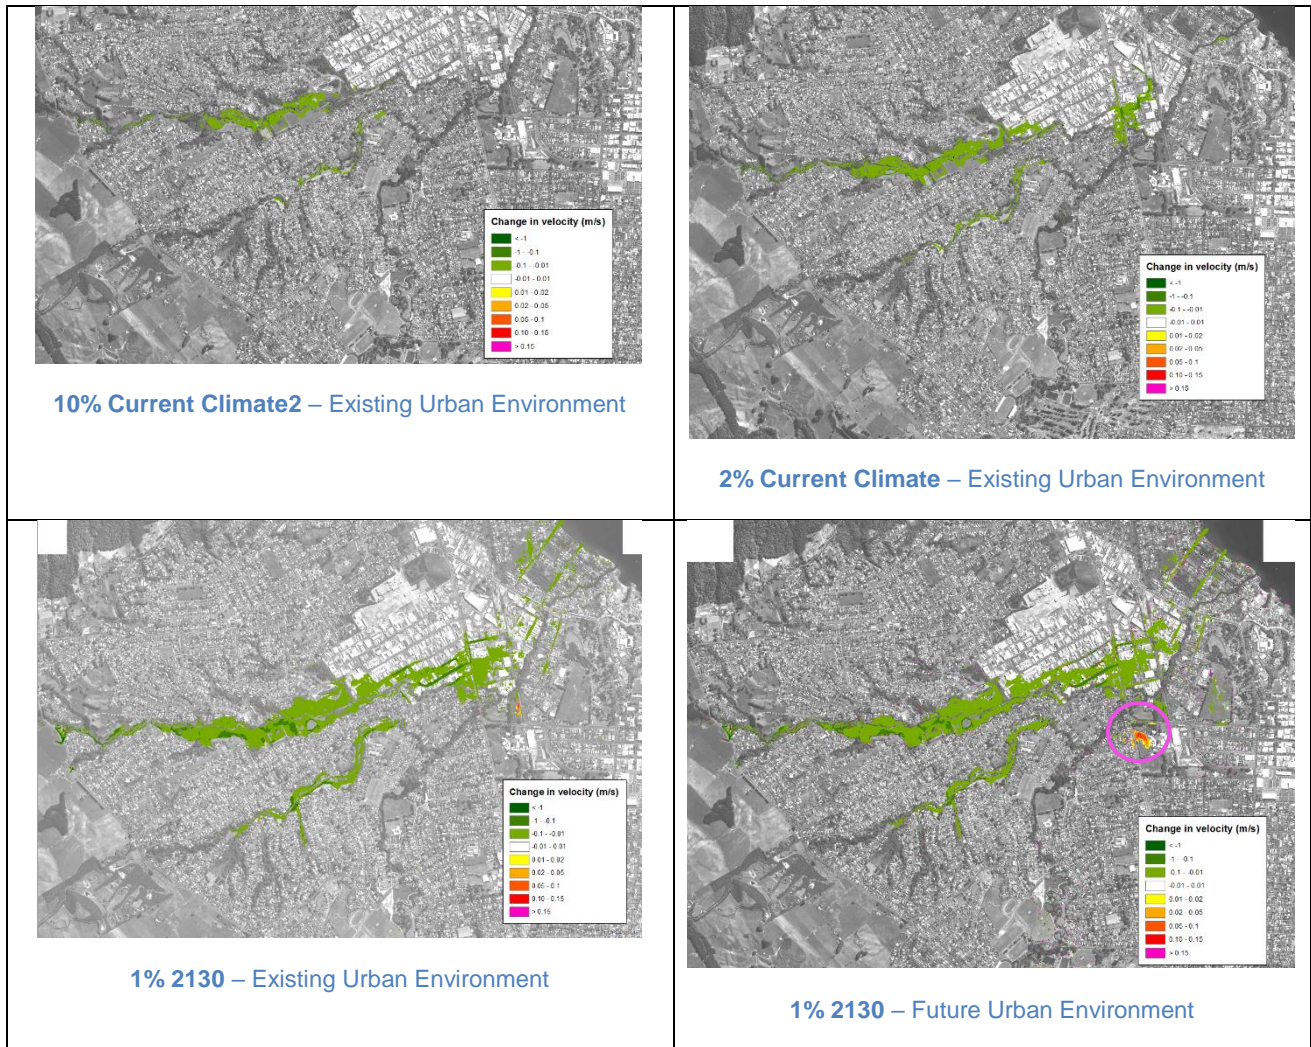 Change in velocity (m/s)
< -1
-1 - -0.1
-0.1 - -0.01
-0.01 - 0.01
0.01 - 0.02
0.02 - 0.05
0.05 - 0.1
0.10 - 0.15
> 0.15
10% Current Climate2 – Existing Urban Environment
Change in velocity (m/s)
< -1
-1 - -0.1
-0.1 - -0.01
-0.01 - 0.01
0.01 - 0.02
0.02 - 0.05
0.05 - 0.1
0.10 - 0.15
> 0.15
2% Current Climate – Existing Urban Environment
Change in velocity (m/s)
< -1
-1 - -0.1
-0.1 - -0.01
-0.01 - 0.01
0.01 - 0.02
0.02 - 0.05
0.05 - 0.1
0.10 - 0.15
> 0.15
1% 2130 – Existing Urban Environment
Change in velocity (m/s)
< -1
-1 - -0.1
-0.1 - -0.01
-0.01 - 0.01
0.01 - 0.02
0.02 - 0.05
0.05 - 0.1
0.10 - 0.15
> 0.15
1% 2130 – Future Urban Environment